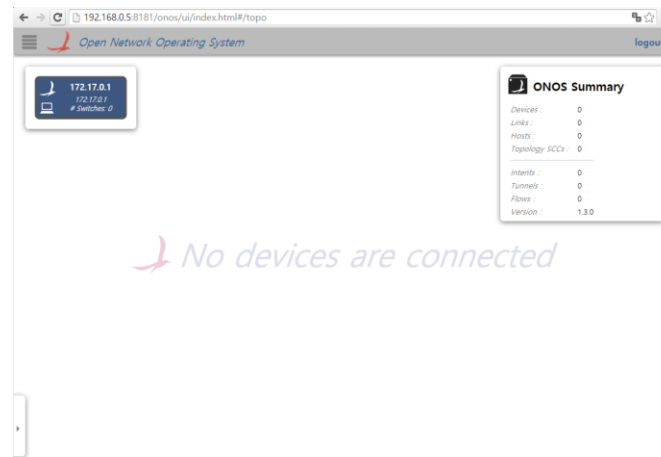 192.168.0.5:8181/onos/ui/index.html#/topo
Open Network Operating System
logou
172.17.0.1
172.17.0.1
# Switches: 0
ONOS Summary
Devices : 0
Links : 0
Hosts : 0
Topology SCCs : 0
Intents : 0
Tunnels : 0
Flows : 0
Version : 1.3.0
No devices are connected